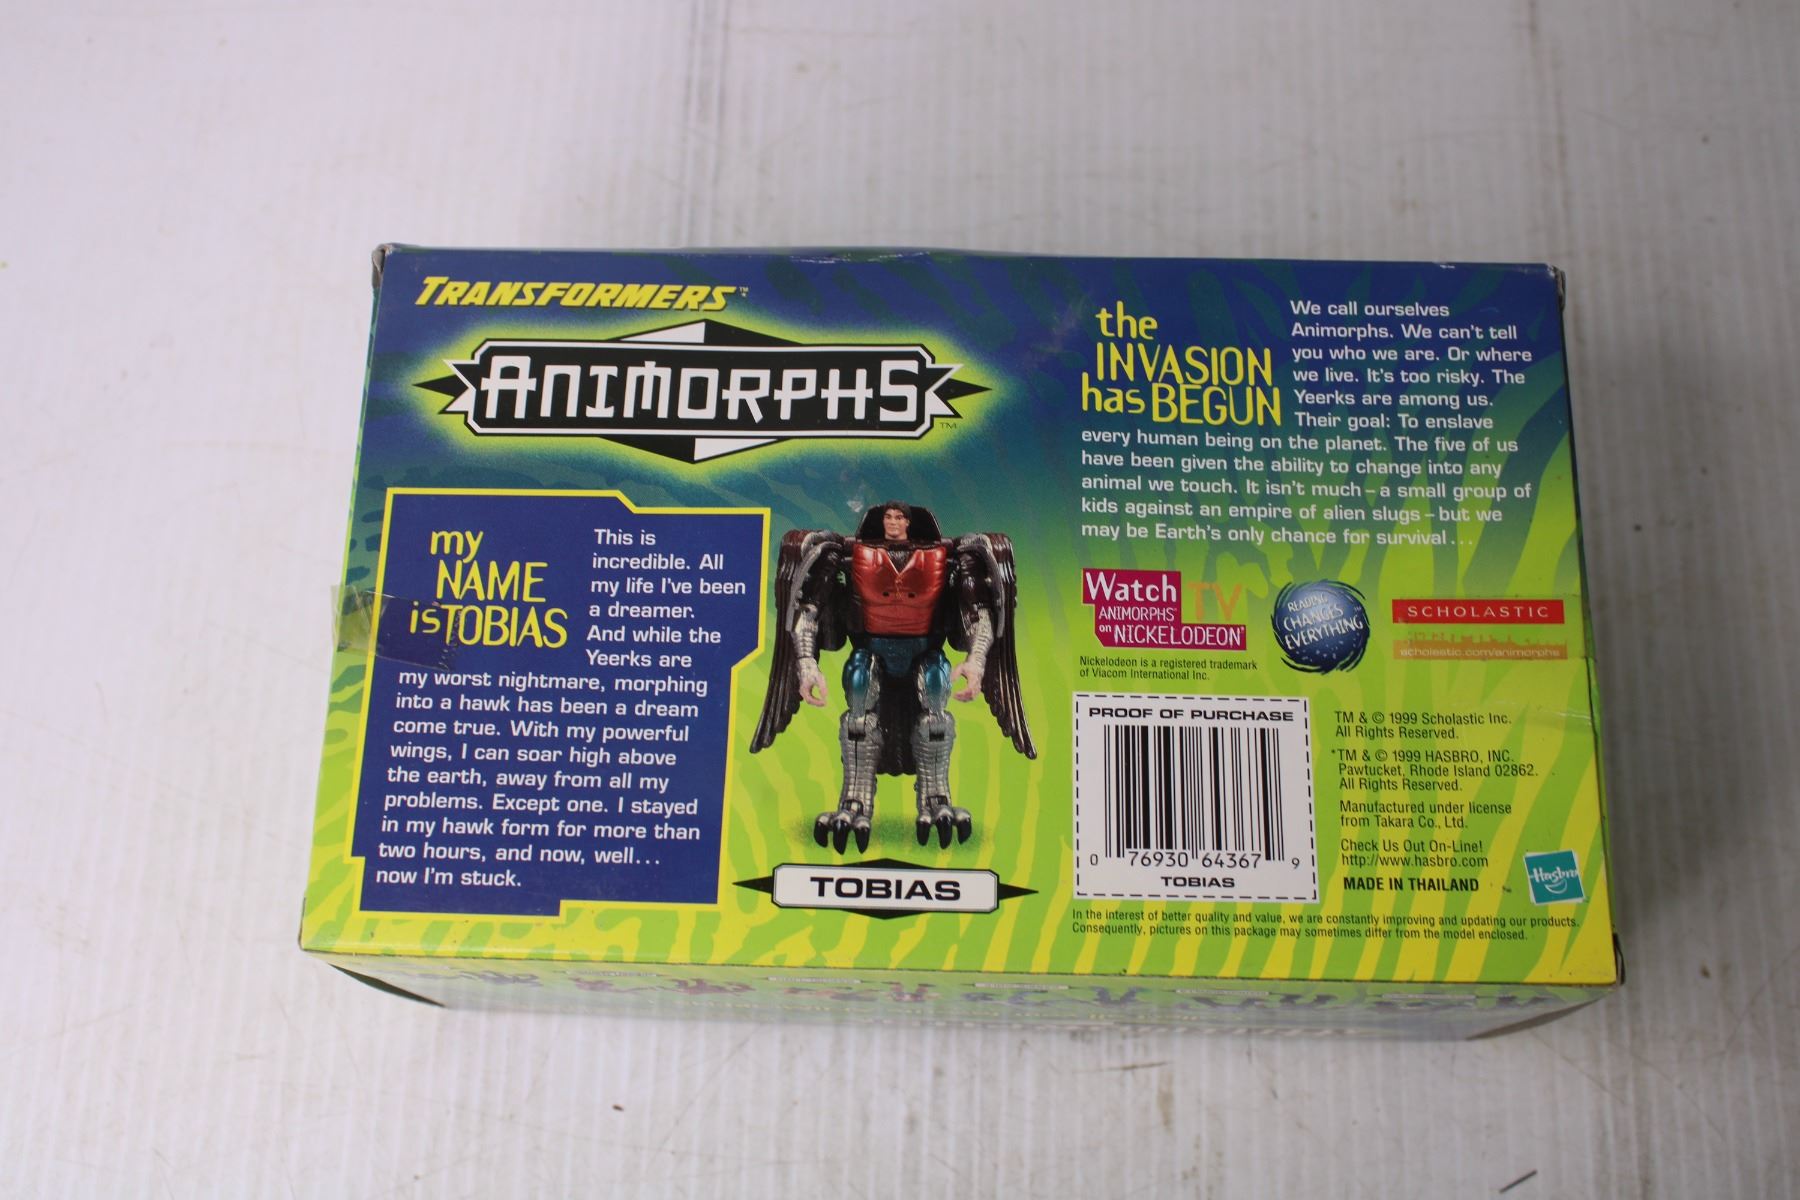 TRANSFORMERS™*
ANIMORPHS™
my
NAME
is TOBIAS
This is
incredible. All
my life I've been
a dreamer.
And while the
Yeerks are
my worst nightmare, morphing
into a hawk has been a dream
come true. With my powerful
wings, I can soar high above
the earth, away from all my
problems. Except one. I stayed
in my hawk form for more than
two hours, and now, well...
now I'm stuck.
TOBIAS
the
INVASION
has BEGUN
We call ourselves
Animorphs. We can't tell
you who we are. Or where
we live. It's too risky. The
Yeerks are among us.
Their goal: To enslave
every human being on the planet. The five of us
have been given the ability to change into any
animal we touch. It isn't much – a small group of
kids against an empire of alien slugs – but we
may be Earth's only chance for survival...
Watch TV
ANIMORPHS
on NICKELODEON
Nickelodeon is a registered trademark
of Viacom International Inc.
READING
CHANGES
EVERYTHING™
SCHOLASTIC
scholastic.com/animorphs
PROOF OF PURCHASE
0 76930 64367 9
TOBIAS
TM & © 1999 Scholastic Inc.
All Rights Reserved.
*TM & © 1999 HASBRO, INC.
Pawtucket, Rhode Island 02862.
All Rights Reserved.
Manufactured under license
from Takara Co., Ltd.
Check Us Out On-Line!
http://www.hasbro.com
MADE IN THAILAND
Hasbro
In the interest of better quality and value, we are constantly improving and updating our products.
Consequently, pictures on this package may sometimes differ from the model enclosed.